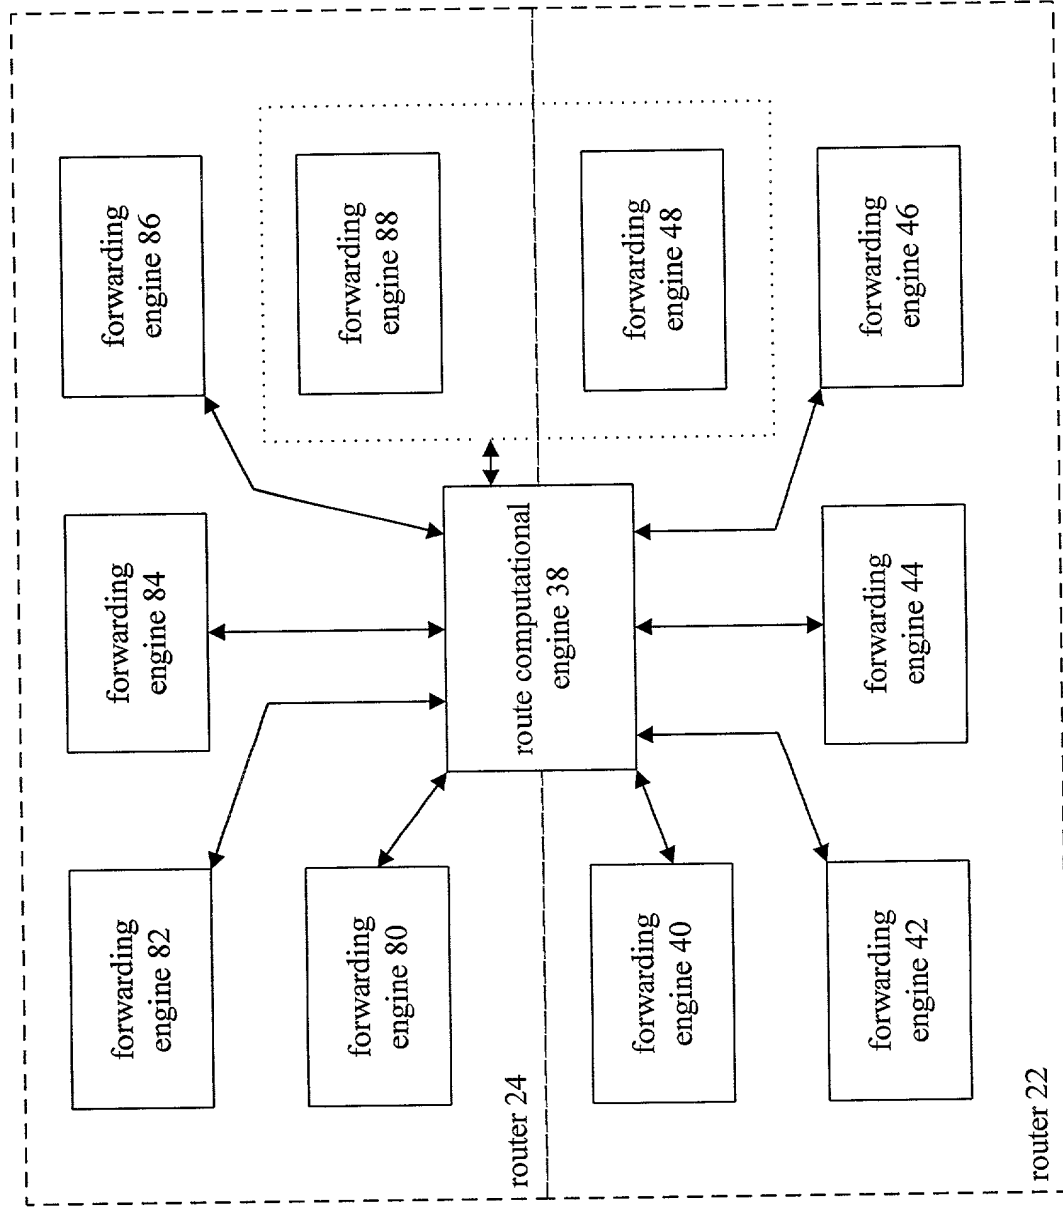 forwarding
engine 82
forwarding
engine 84
forwarding
engine 86
forwarding
engine 80
forwarding
engine 88
router 24
route computational
engine 38
forwarding
engine 40
forwarding
engine 48
forwarding
engine 42
forwarding
engine 44
forwarding
engine 46
router 22